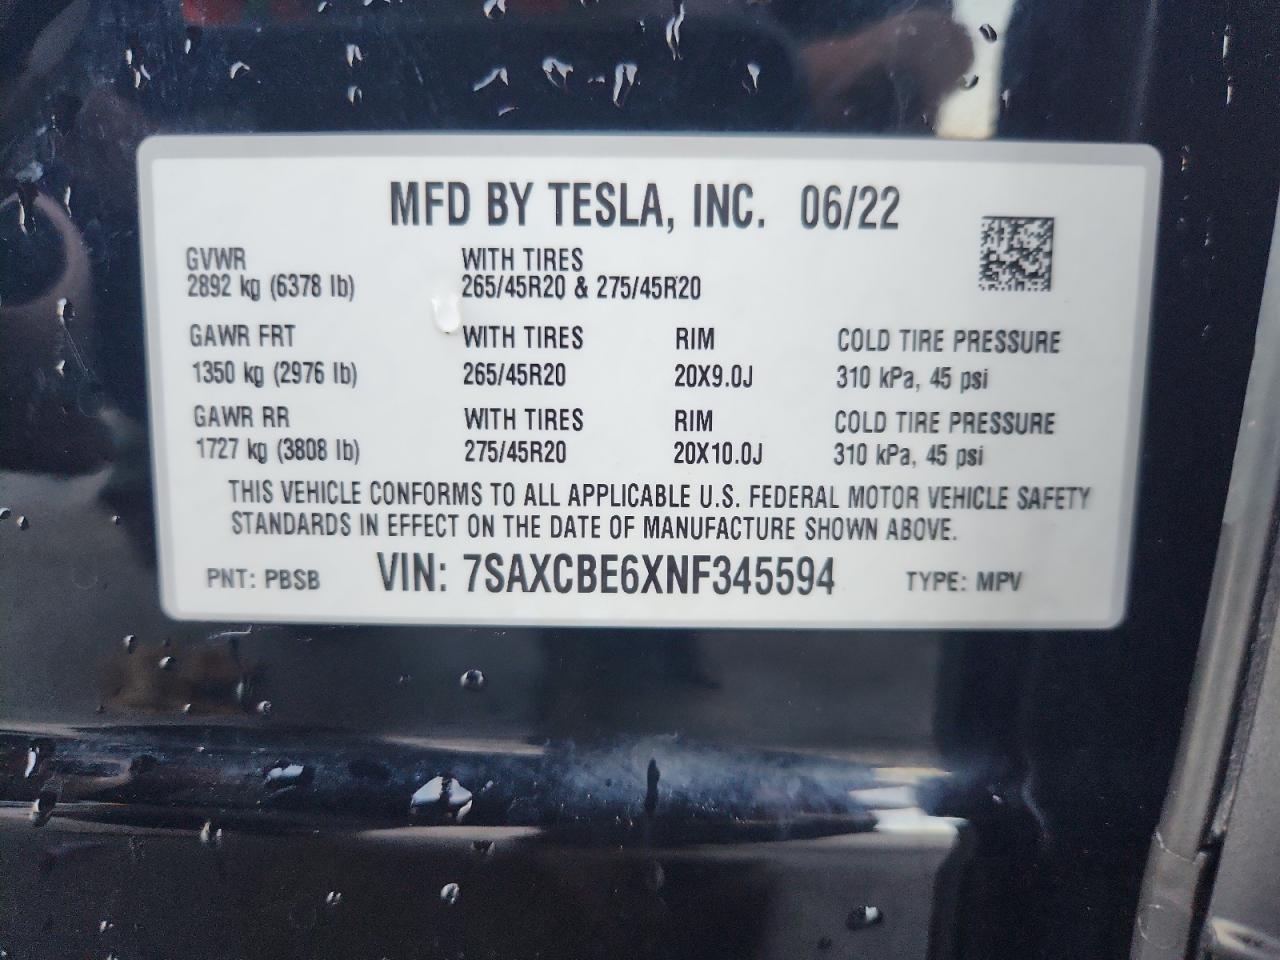 MFD BY TESLA, INC. 06/22
GVWR WITH TIRES
2892 kg (6378 lb) 265/45R20 & 275/45R20
GAWR FRT WITH TIRES RIM COLD TIRE PRESSURE
1350 kg (2976 lb) 265/45R20 20X9.0J 310 kPa, 45 psi
GAWR RR WITH TIRES RIM COLD TIRE PRESSURE
1727 kg (3808 lb) 275/45R20 20X10.0J 310 kPa, 45 psi
THIS VEHICLE CONFORMS TO ALL APPLICABLE U.S. FEDERAL MOTOR VEHICLE SAFETY
STANDARDS IN EFFECT ON THE DATE OF MANUFACTURE SHOWN ABOVE.
PNT: PBSB VIN: 7SAXCBE6XNF345594 TYPE: MPV